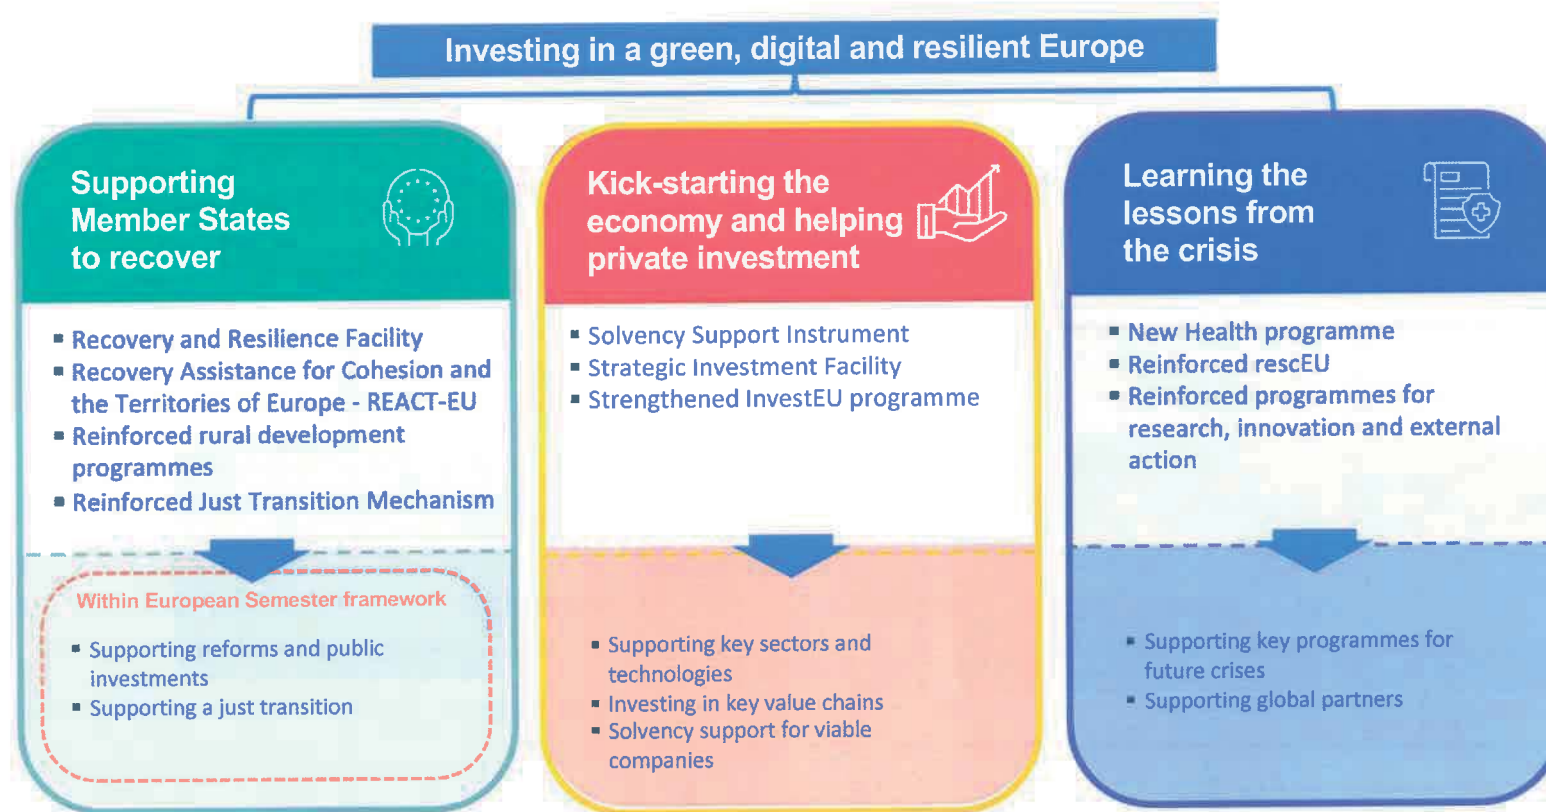 Investing in a green, digital and resilient Europe
Supporting
Member States
to recover
▪ Recovery and Resilience Facility
▪ Recovery Assistance for Cohesion and
the Territories of Europe - REACT-EU
▪ Reinforced rural development
programmes
▪ Reinforced Just Transition Mechanism
Within European Semester framework
▪ Supporting reforms and public
investments
▪ Supporting a just transition
Kick-starting the
economy and helping
private investment
▪ Solvency Support Instrument
▪ Strategic Investment Facility
▪ Strengthened InvestEU programme
▪ Supporting key sectors and
technologies
▪ Investing in key value chains
▪ Solvency support for viable
companies
Learning the
lessons from
the crisis
▪ New Health programme
▪ Reinforced rescEU
▪ Reinforced programmes for
research, innovation and external
action
▪ Supporting key programmes for
future crises
▪ Supporting global partners